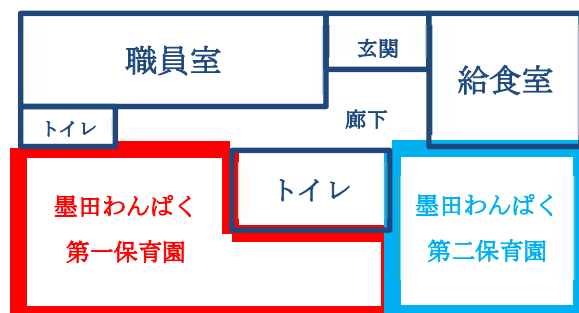 職員室
玄関
給食室
トイレ
廊下
トイレ
墨田わんぱく
第一保育園
墨田わんぱく
第二保育園